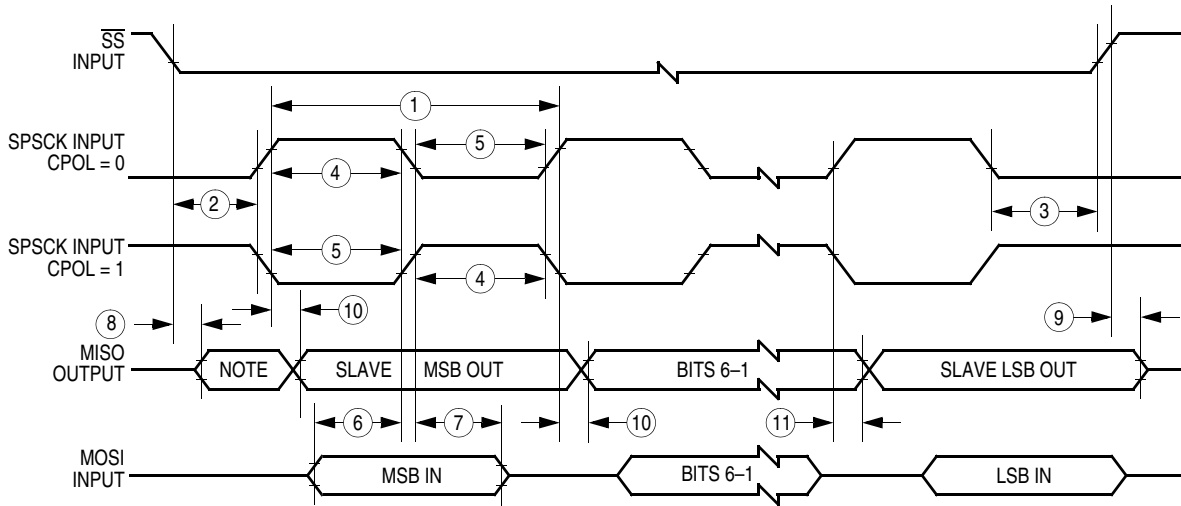 SS
INPUT
1
SPSCK INPUT
CPOL = 0
5
4
2
3
SPSCK INPUT
CPOL = 1
5
4
8
10
9
MISO
OUTPUT
NOTE
SLAVE MSB OUT
BITS 6–1
SLAVE LSB OUT
6
7
10
11
MOSI
INPUT
MSB IN
BITS 6–1
LSB IN